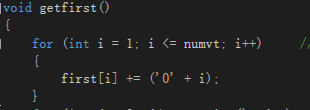 void getfirst()
{
for (int i = 1; i <= numvt; i++) //
{
first[i] += ('0' + i);
}